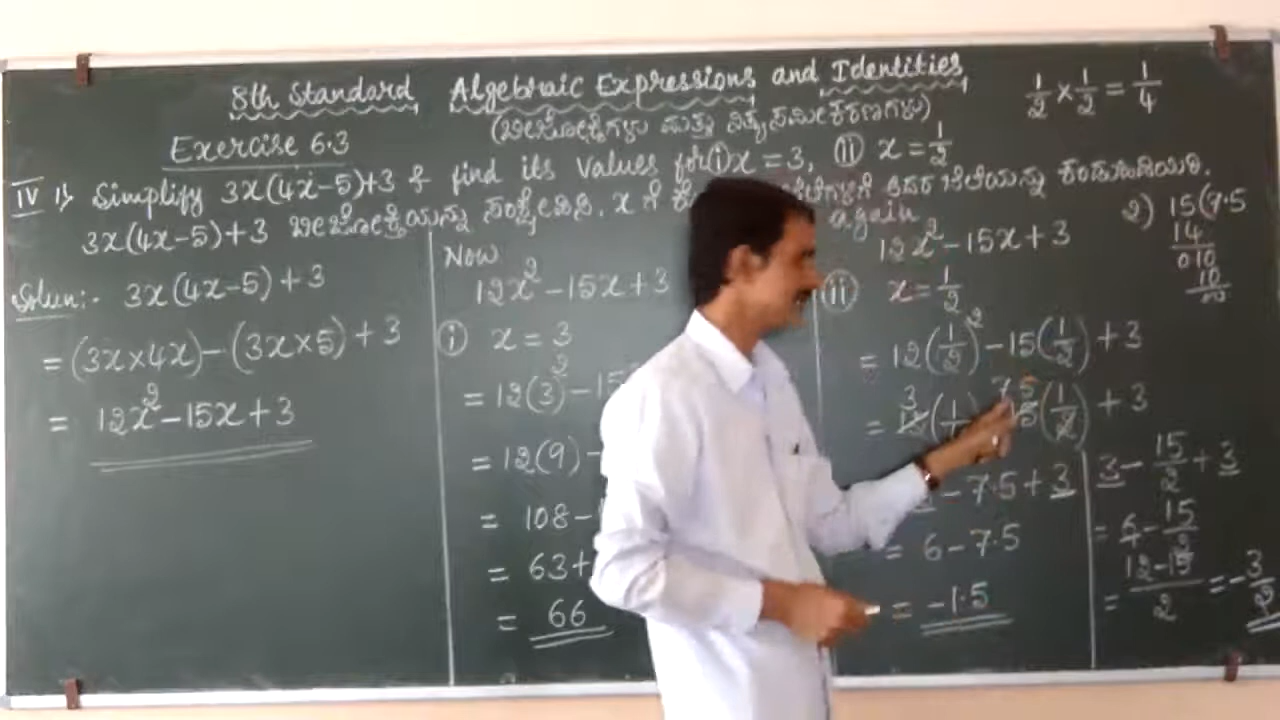 8th Standard, Algebraic Expressions and Identities,
(ಬೀಜೋಕ್ತಿಗಳು ಮತ್ತು ನಿತ್ಯಸಮೀಕರಣಗಳು)
1/2 × 1/2 = 1/4
Exercise 6.3
IV 1) Simplify 3x(4x-5)+3 & find its values for (i) x = 3, (ii) x = 1/2
3x(4x-5)+3 ಬೀಜೋಕ್ತಿಯನ್ನು ಸಂಕ್ಷೇಪಿಸಿ. x ಗೆ ಅದರ ಬೆಲೆಯನ್ನು ಕಂಡುಹಿಡಿಯಿರಿ.
Solun:- 3x(4x-5)+3
= (3x×4x)-(3x×5)+3
= 12x²-15x+3
Now
12x²-15x+3
(i) x = 3
= 12(3)²-15
= 12(9)-
= 108-
= 63+
= 66
again
12x²-15x+3
(ii) x = 1/2
= 12(1/2)²-15(1/2)+3
= 12(1/ 15(1/2)+3
3 7.5
-7.5+3
= 6-7.5
= -1.5
3-15/2+3
= 6-15/2
= 12-15/2 = -3/2
2) 15(7.5
14
010
10
00